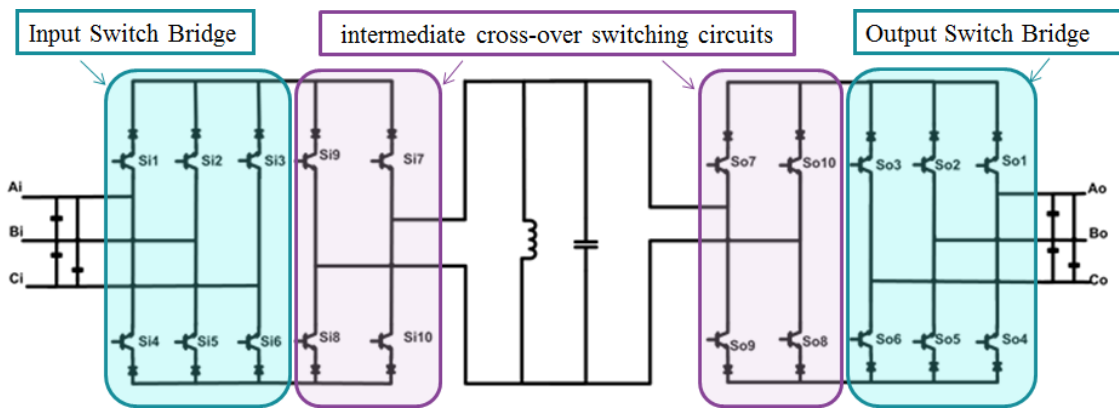 Input Switch Bridge
intermediate cross-over switching circuits
Output Switch Bridge
Si1 Si2 Si3 Si9 Si7 So7 So10 So3 So2 So1
Ai Ao
Bi Bo
Ci Co
Si4 Si5 Si6 Si8 Si10 So9 So8 So6 So5 So4